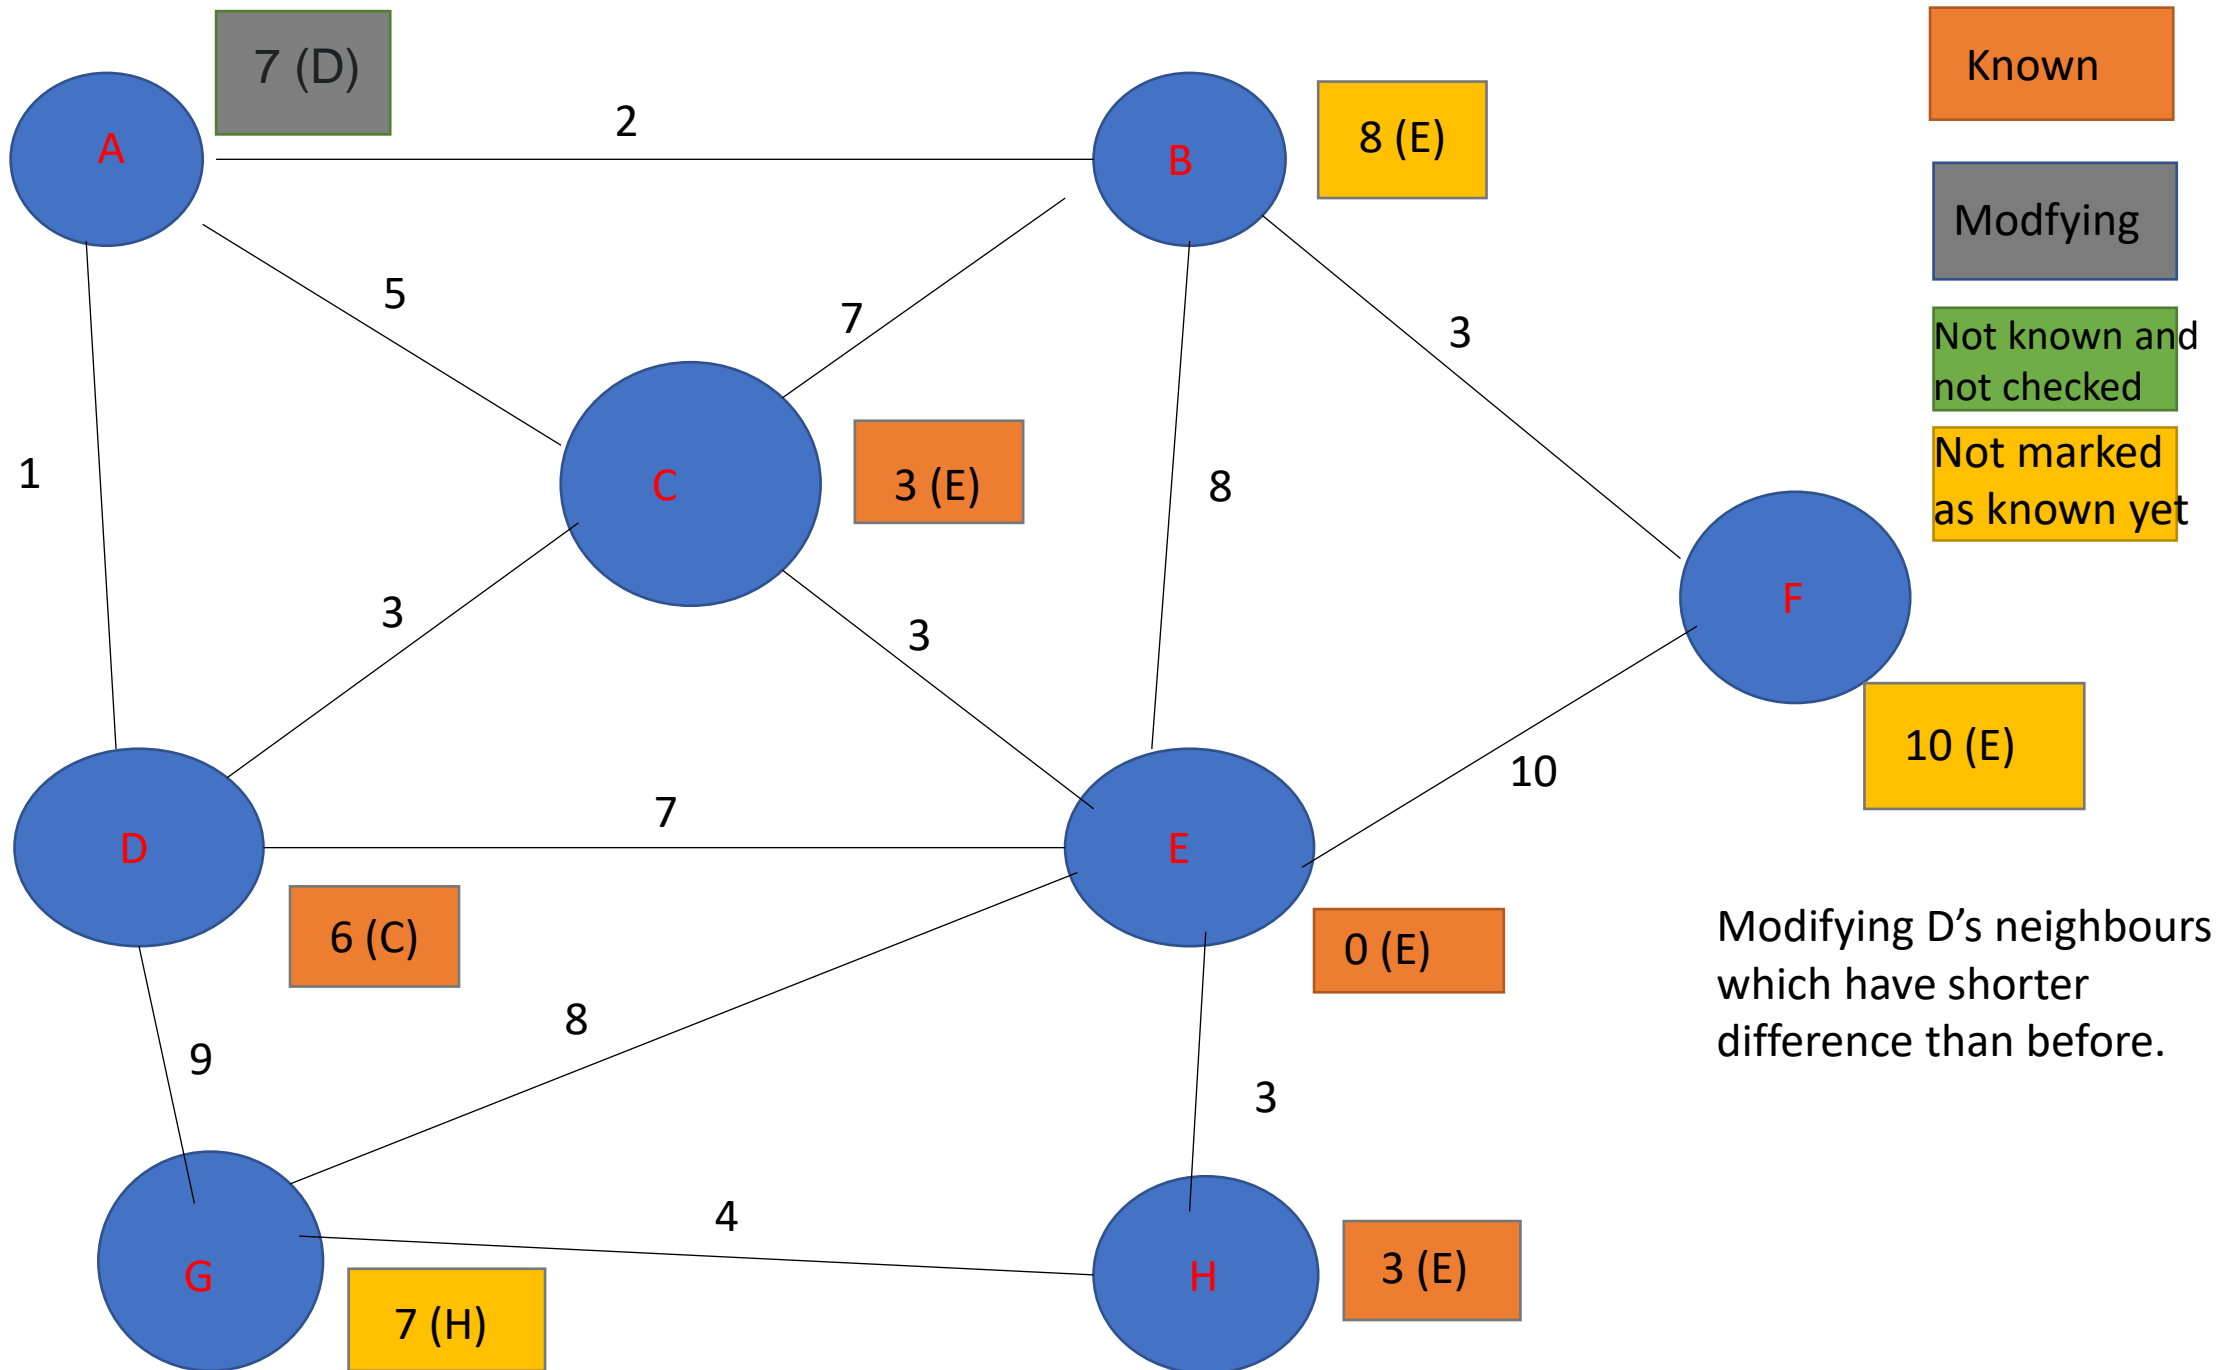 7 (D)
Known
A
2
B
8 (E)
Modfying
5
7
3
Not known and
not checked
1
C
3 (E)
8
Not marked
as known yet
F
3
3
10 (E)
10
7
D
E
6 (C)
0 (E)
Modifying D’s neighbours
which have shorter
difference than before.
8
9
3
4
G
H
3 (E)
7 (H)